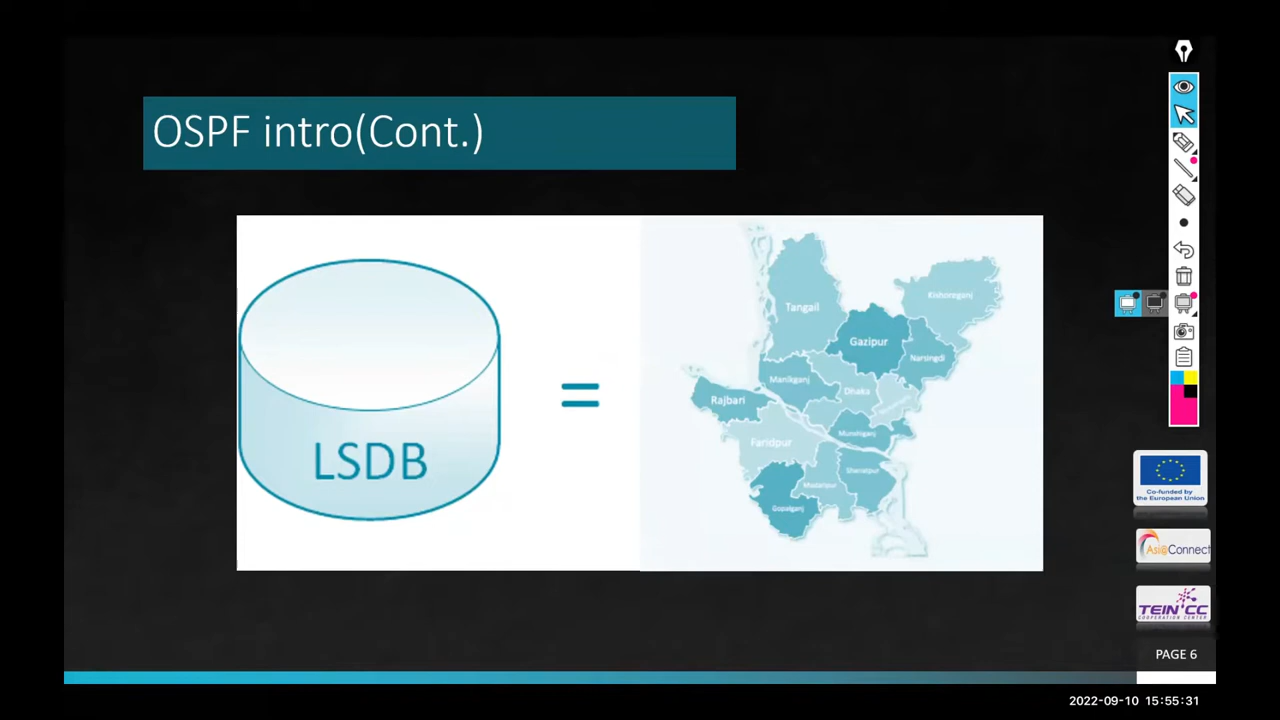 OSPF intro(Cont.)
LSDB
=
Tangail
Kishoreganj
Gazipur
Narsingdi
Manikganj
Dhaka
Rajbari
Munshiganj
Faridpur
Shariatpur
Madaripur
Gopalganj
Co-funded by
the European Union
Asi@Connect
TEIN*CC
COOPERATION CENTER
PAGE 6
2022-09-10 15:55:31